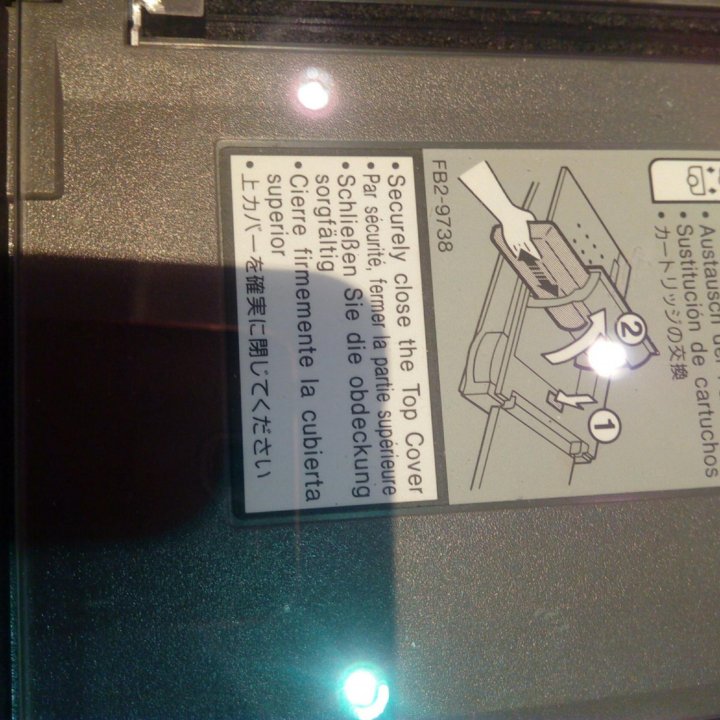 • Austausch
• Sustitución de cartuchos
• カートリッジの交換
②
①
FB2-9738
• Securely close the Top Cover
• Par sécurité, fermer la partie supérieure
• Schließen Sie die obdeckung
sorgfältig
• Cierre firmemente la cubierta
superior
• 上カバーを確実に閉じてください